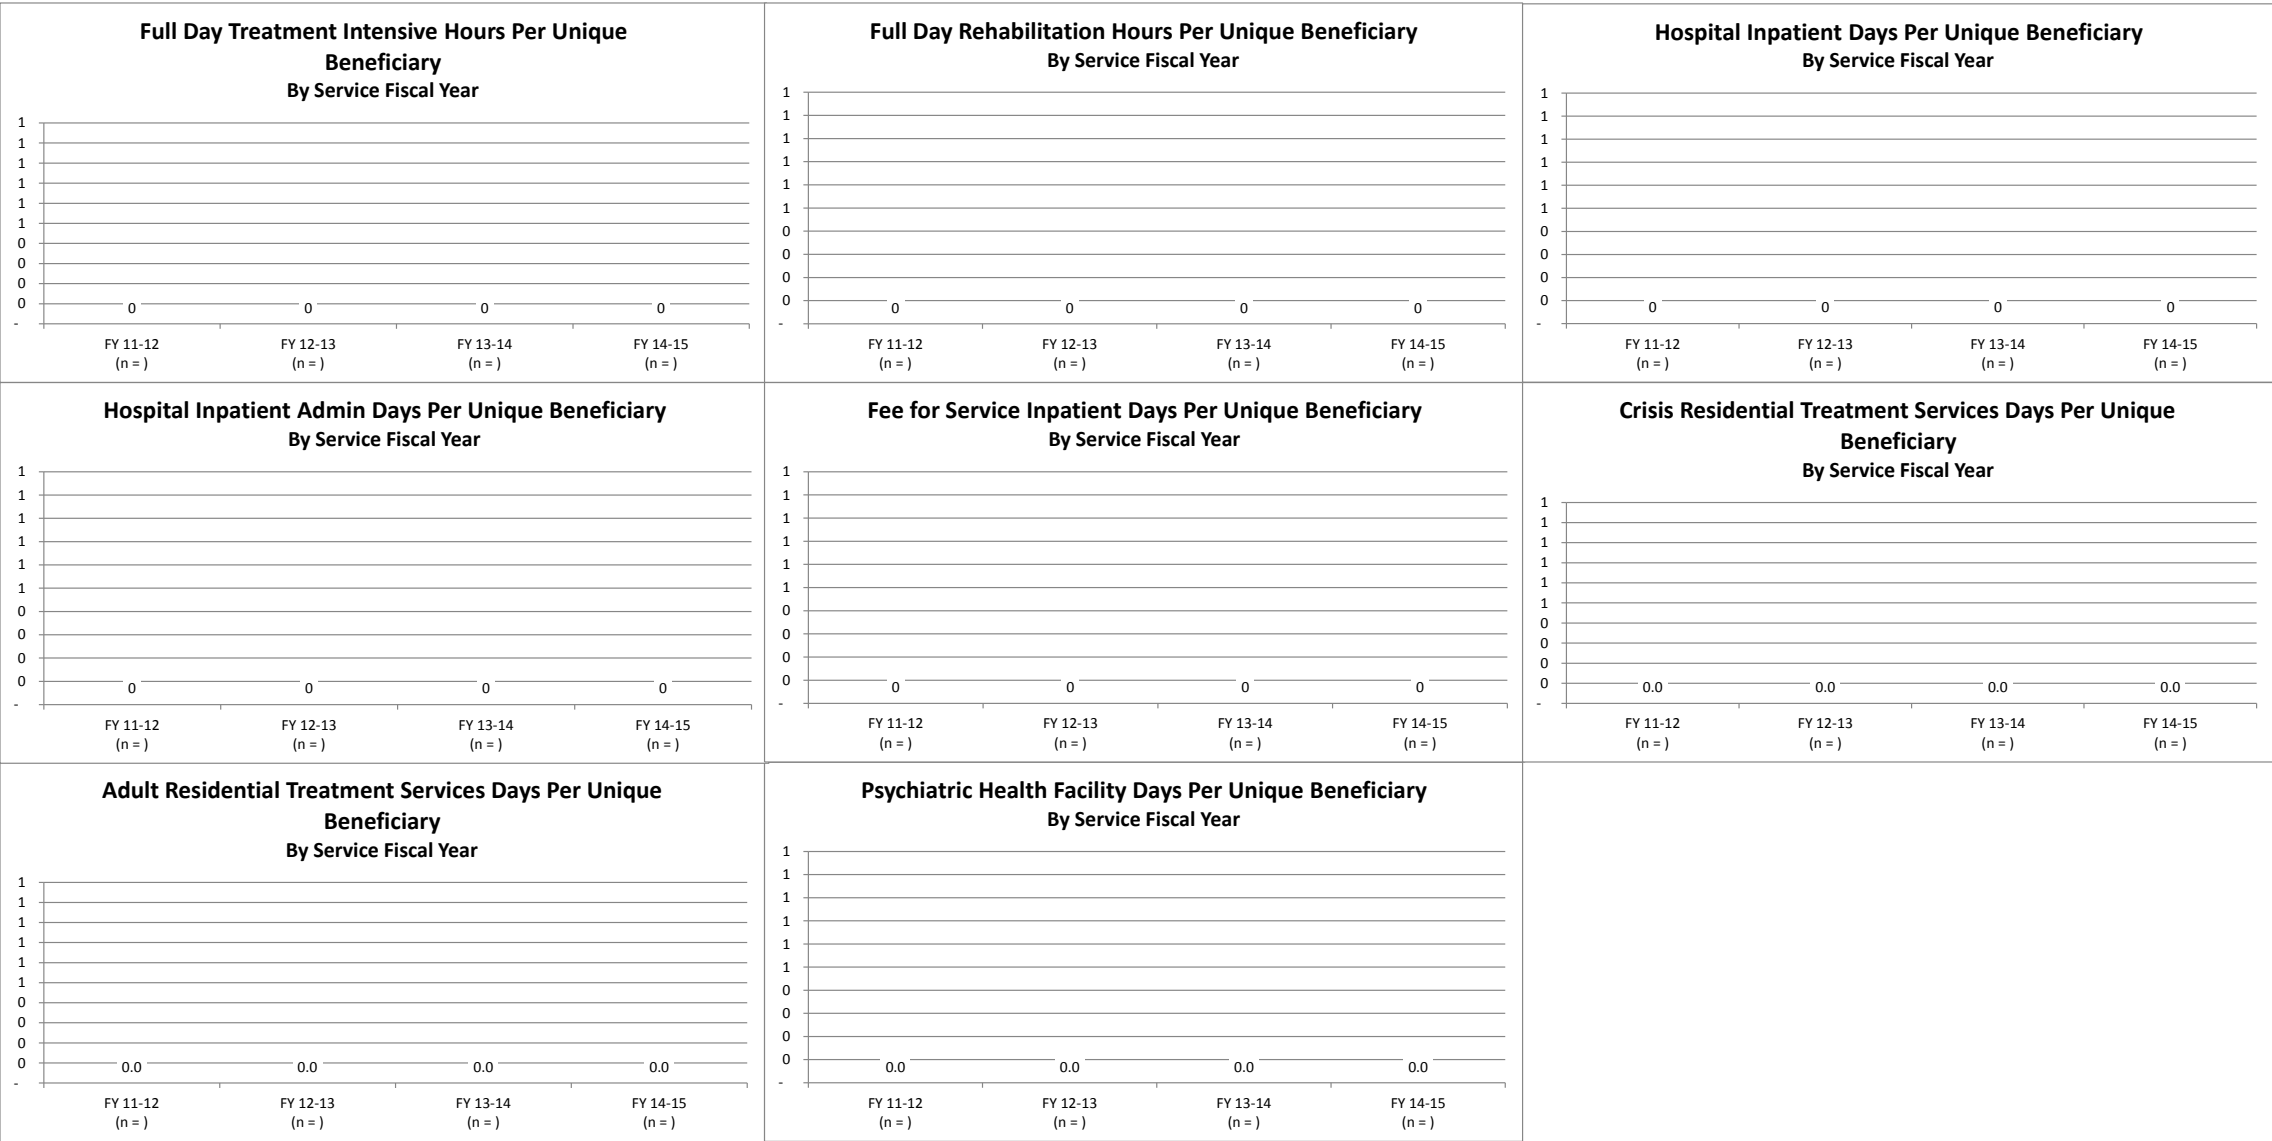 Full Day Treatment Intensive Hours Per Unique
Beneficiary
By Service Fiscal Year
1
1
1
1
1
1
0
0
0
0
-
0 0 0 0
FY 11-12 FY 12-13 FY 13-14 FY 14-15
(n = ) (n = ) (n = ) (n = )
Full Day Rehabilitation Hours Per Unique Beneficiary
By Service Fiscal Year
1
1
1
1
1
1
0
0
0
0
-
0 0 0 0
FY 11-12 FY 12-13 FY 13-14 FY 14-15
(n = ) (n = ) (n = ) (n = )
Hospital Inpatient Days Per Unique Beneficiary
By Service Fiscal Year
1
1
1
1
1
1
0
0
0
0
-
0 0 0 0
FY 11-12 FY 12-13 FY 13-14 FY 14-15
(n = ) (n = ) (n = ) (n = )
Hospital Inpatient Admin Days Per Unique Beneficiary
By Service Fiscal Year
1
1
1
1
1
1
0
0
0
0
-
0 0 0 0
FY 11-12 FY 12-13 FY 13-14 FY 14-15
(n = ) (n = ) (n = ) (n = )
Fee for Service Inpatient Days Per Unique Beneficiary
By Service Fiscal Year
1
1
1
1
1
1
0
0
0
0
-
0 0 0 0
FY 11-12 FY 12-13 FY 13-14 FY 14-15
(n = ) (n = ) (n = ) (n = )
Crisis Residential Treatment Services Days Per Unique
Beneficiary
By Service Fiscal Year
1
1
1
1
1
1
0
0
0
0
-
0.0 0.0 0.0 0.0
FY 11-12 FY 12-13 FY 13-14 FY 14-15
(n = ) (n = ) (n = ) (n = )
Adult Residential Treatment Services Days Per Unique
Beneficiary
By Service Fiscal Year
1
1
1
1
1
1
0
0
0
0
-
0.0 0.0 0.0 0.0
FY 11-12 FY 12-13 FY 13-14 FY 14-15
(n = ) (n = ) (n = ) (n = )
Psychiatric Health Facility Days Per Unique Beneficiary
By Service Fiscal Year
1
1
1
1
1
1
0
0
0
0
-
0.0 0.0 0.0 0.0
FY 11-12 FY 12-13 FY 13-14 FY 14-15
(n = ) (n = ) (n = ) (n = )